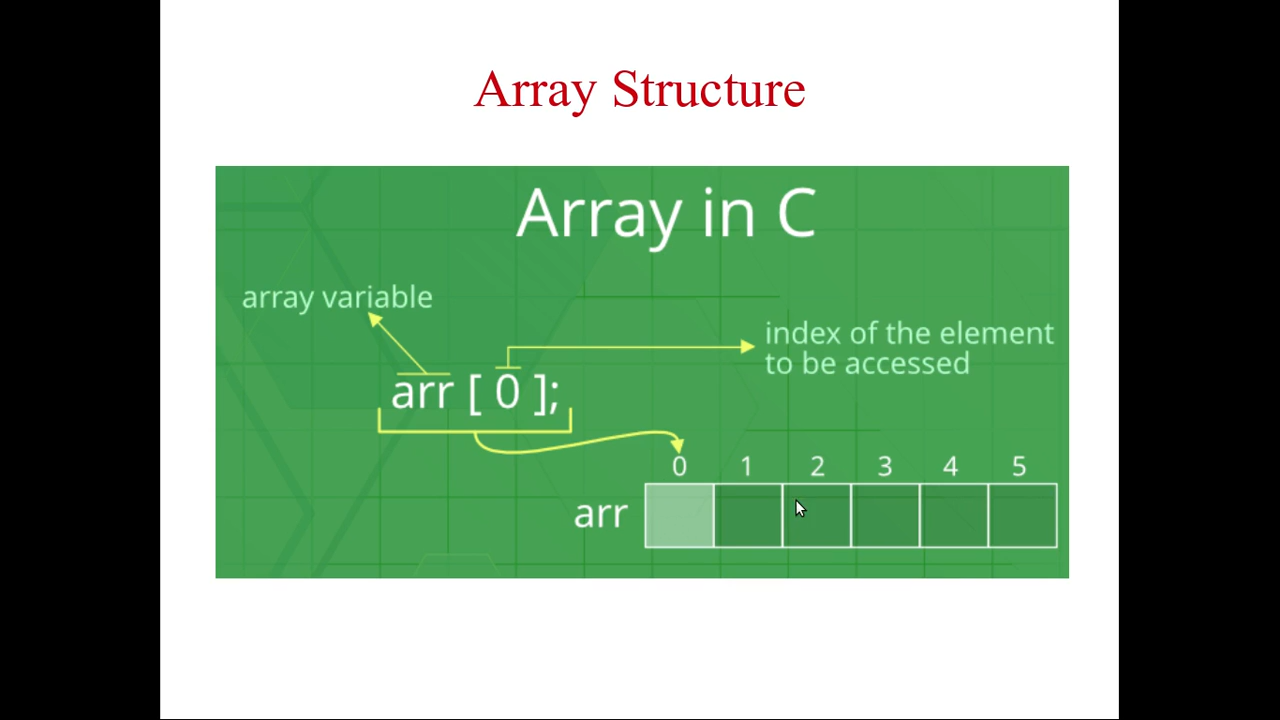 Array Structure
Array in C
array variable
index of the element
to be accessed
arr [ 0 ];
0 1 2 3 4 5
arr